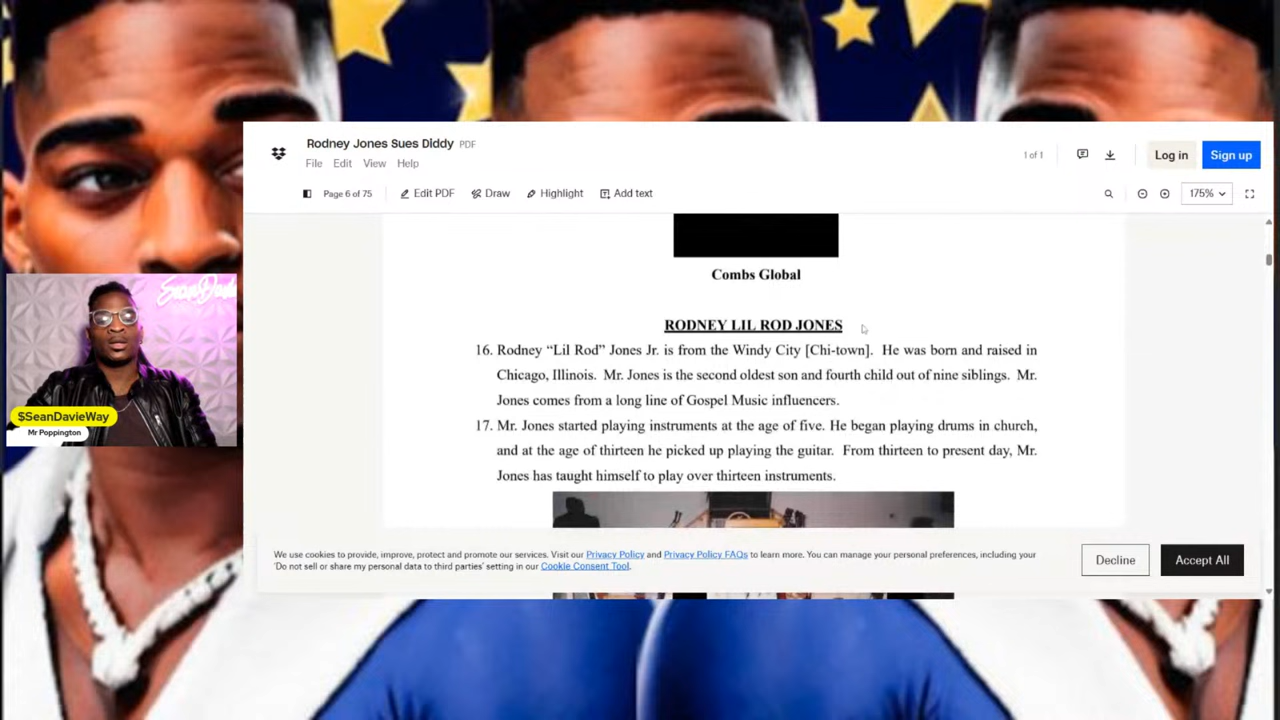 Rodney Jones Sues Diddy PDF
File Edit View Help
1 of 1
Log in
Sign up
Page 6 of 75
Edit PDF
Draw
Highlight
Add text
175%
Combs Global
RODNEY LIL ROD JONES
16. Rodney “Lil Rod” Jones Jr. is from the Windy City [Chi-town]. He was born and raised in
Chicago, Illinois. Mr. Jones is the second oldest son and fourth child out of nine siblings. Mr.
Jones comes from a long line of Gospel Music influencers.
17. Mr. Jones started playing instruments at the age of five. He began playing drums in church,
and at the age of thirteen he picked up playing the guitar. From thirteen to present day, Mr.
Jones has taught himself to play over thirteen instruments.
We use cookies to provide, improve, protect and promote our services. Visit our Privacy Policy and Privacy Policy FAQs to learn more. You can manage your personal preferences, including your
‘Do not sell or share my personal data to third parties’ setting in our Cookie Consent Tool.
Decline
Accept All
$SeanDavieWay
Mr Poppington